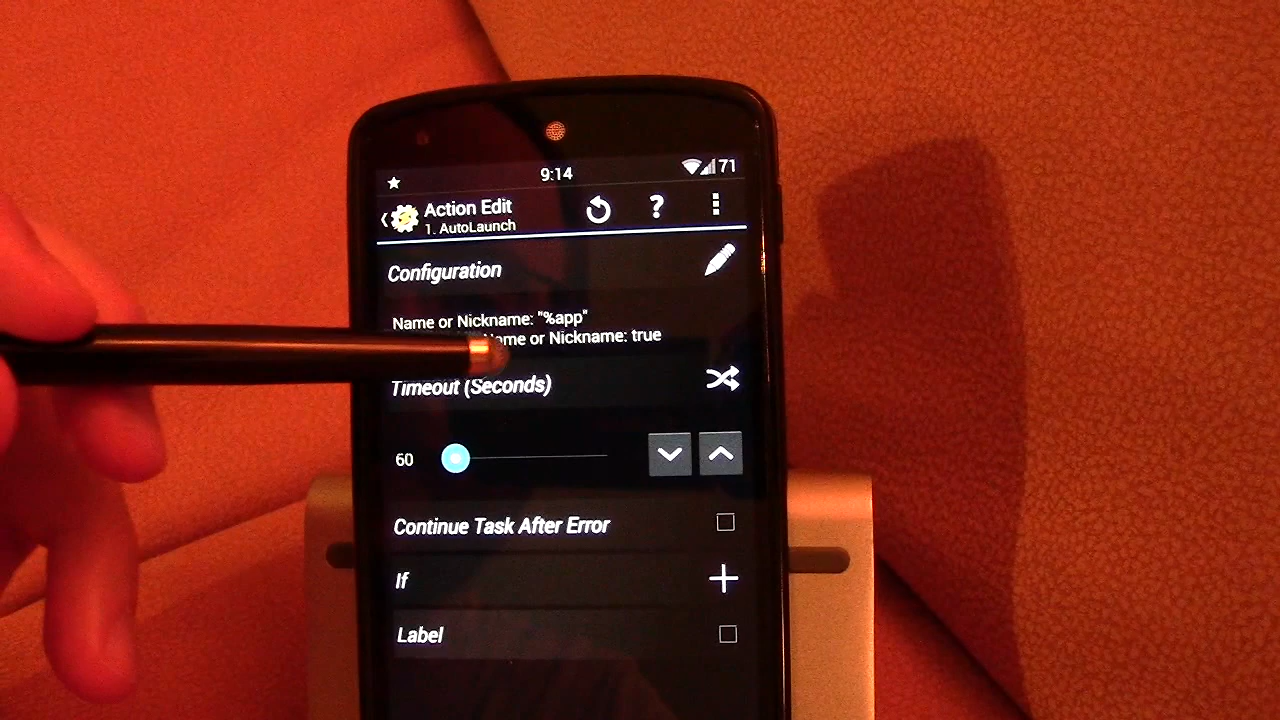 9:14
71
Action Edit
1. AutoLaunch
Configuration
Name or Nickname: "%app"
Name or Nickname: true
Timeout (Seconds)
60
Continue Task After Error
If
Label